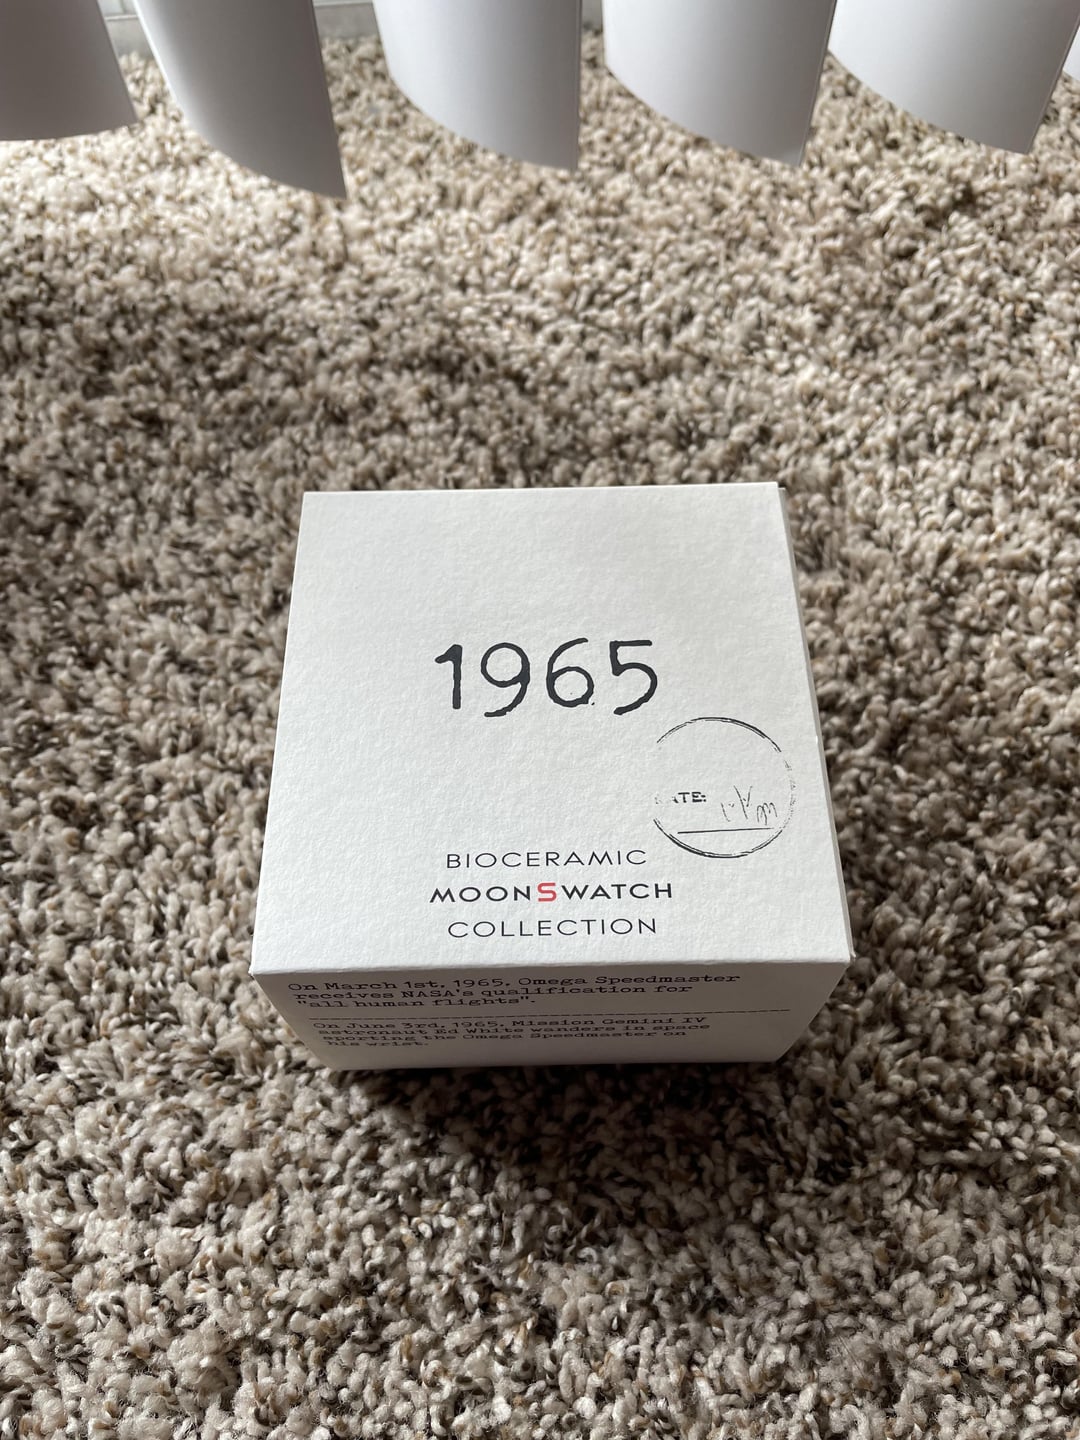 1965
ATE:
BIOCERAMIC
MOONSWATCH
COLLECTION
On March 1st, 1965, Omega Speedmaster
receives NASA's qualification for
"all human flights".
On June 3rd, 1965, Mission Gemini IV
astronaut Ed White wanders in space
sporting the Omega Speedmaster on
his wrist.